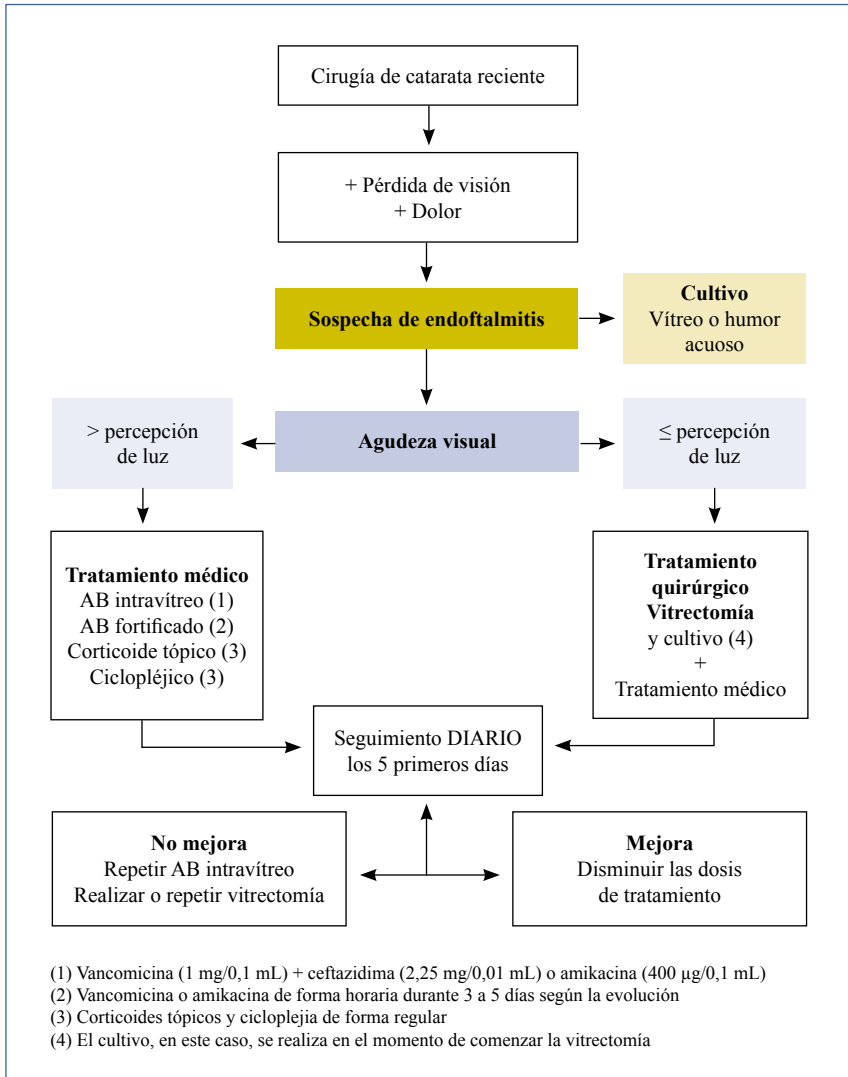 Cirugía de catarata reciente
+ Pérdida de visión
+ Dolor
Sospecha de endoftalmitis
Cultivo
Vítreo o humor
acuoso
> percepción
de luz
Agudeza visual
≤ percepción
de luz
Tratamiento médico
AB intravítreo (1)
AB fortificado (2)
Corticoide tópico (3)
Ciclopléjico (3)
Tratamiento
quirúrgico
Vitrectomía
y cultivo (4)
+
Tratamiento médico
Seguimiento DIARIO
los 5 primeros días
No mejora
Repetir AB intravítreo
Realizar o repetir vitrectomía
Mejora
Disminuir las dosis
de tratamiento
(1) Vancomicina (1 mg/0,1 mL) + ceftazidima (2,25 mg/0,01 mL) o amikacina (400 µg/0,1 mL)
(2) Vancomicina o amikacina de forma horaria durante 3 a 5 días según la evolución
(3) Corticoides tópicos y cicloplejia de forma regular
(4) El cultivo, en este caso, se realiza en el momento de comenzar la vitrectomía